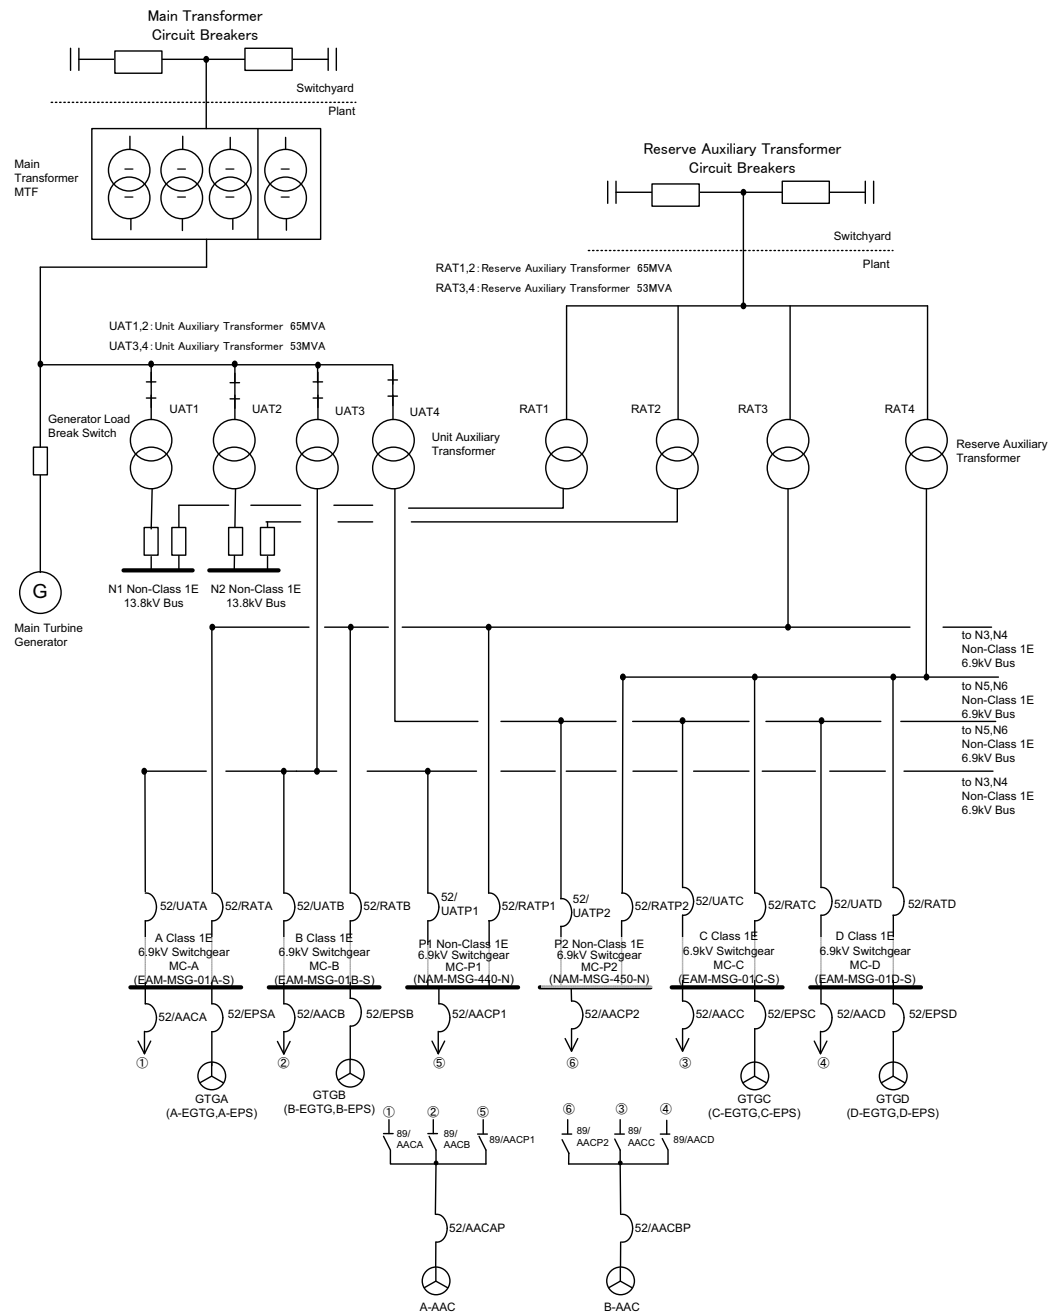 Main Transformer
Circuit Breakers
Switchyard
Plant
Main
Transformer
MTF
Reserve Auxiliary Transformer
Circuit Breakers
Switchyard
Plant
RAT1,2:Reserve Auxiliary Transformer 65MVA
RAT3,4:Reserve Auxiliary Transformer 53MVA
UAT1,2:Unit Auxiliary Transformer 65MVA
UAT3,4:Unit Auxiliary Transformer 53MVA
Generator Load
Break Switch
UAT1
UAT2
UAT3
UAT4
Unit Auxiliary
Transformer
RAT1
RAT2
RAT3
RAT4
Reserve Auxiliary
Transformer
G
Main Turbine
Generator
N1 Non-Class 1E
13.8kV Bus
N2 Non-Class 1E
13.8kV Bus
to N3,N4
Non-Class 1E
6.9kV Bus
to N5,N6
Non-Class 1E
6.9kV Bus
to N5,N6
Non-Class 1E
6.9kV Bus
to N3,N4
Non-Class 1E
6.9kV Bus
52/UATA
52/RATA
52/UATB
52/RATB
52/
UATP1
52/RATP1
52/
UATP2
52/RATP2
52/UATC
52/RATC
52/UATD
52/RATD
A Class 1E
6.9kV Switchgear
MC-A
(EAM-MSG-01A-S)
B Class 1E
6.9kV Switchgear
MC-B
(EAM-MSG-01B-S)
P1 Non-Class 1E
6.9kV Switchgear
MC-P1
(NAM-MSG-440-N)
P2 Non-Class 1E
6.9kV Switchgear
MC-P2
(NAM-MSG-450-N)
C Class 1E
6.9kV Switchgear
MC-C
(EAM-MSG-01C-S)
D Class 1E
6.9kV Switchgear
MC-D
(EAM-MSG-01D-S)
52/AACA
52/EPSA
52/AACB
52/EPSB
52/AACP1
52/AACP2
52/AACC
52/EPSC
52/AACD
52/EPSD
①
②
⑤
⑥
③
④
GTGA
(A-EGTG,A-EPS)
GTGB
(B-EGTG,B-EPS)
GTGC
(C-EGTG,C-EPS)
GTGD
(D-EGTG,D-EPS)
①
②
⑤
⑥
③
④
89/
AACA
89/
AACB
89/AACP1
89/
AACP2
89/
AACC
89/AACD
52/AACAP
52/AACBP
A-AAC
B-AAC